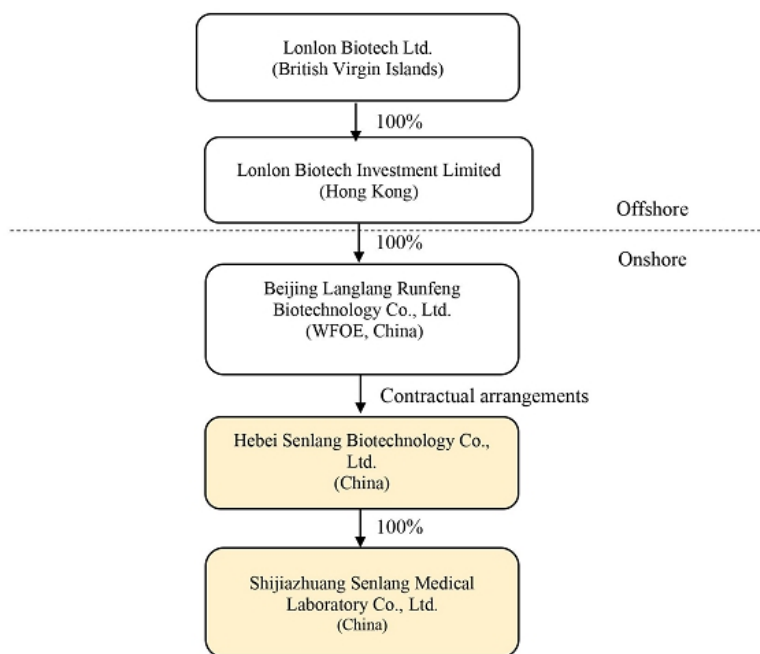 Lonlon Biotech Ltd.
(British Virgin Islands)
100%
Lonlon Biotech Investment Limited
(Hong Kong)
Offshore
100%
Onshore
Beijing Langlang Runfeng
Biotechnology Co., Ltd.
(WFOE, China)
Contractual arrangements
Hebei Senlang Biotechnology Co.,
Ltd.
(China)
100%
Shijiazhuang Senlang Medical
Laboratory Co., Ltd.
(China)